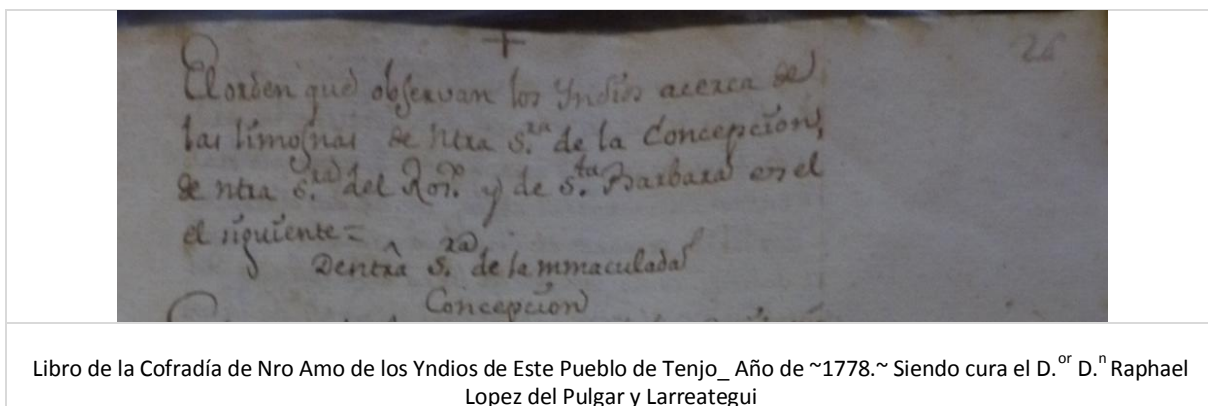 +
26
El orden que observan los Yndios acerca de
las limosnas de Ntra S.ra de la Concepcion,
de ntra S.ra del Ros.o y de S.ta Barbara es el
el siguiente=
De ntra S.ra de la mmaculada
Concepcion
Libro de la Cofradía de Nro Amo de los Yndios de Este Pueblo de Tenjo_ Año de ~1778.~ Siendo cura el D.or D.n Raphael
Lopez del Pulgar y Larreategui